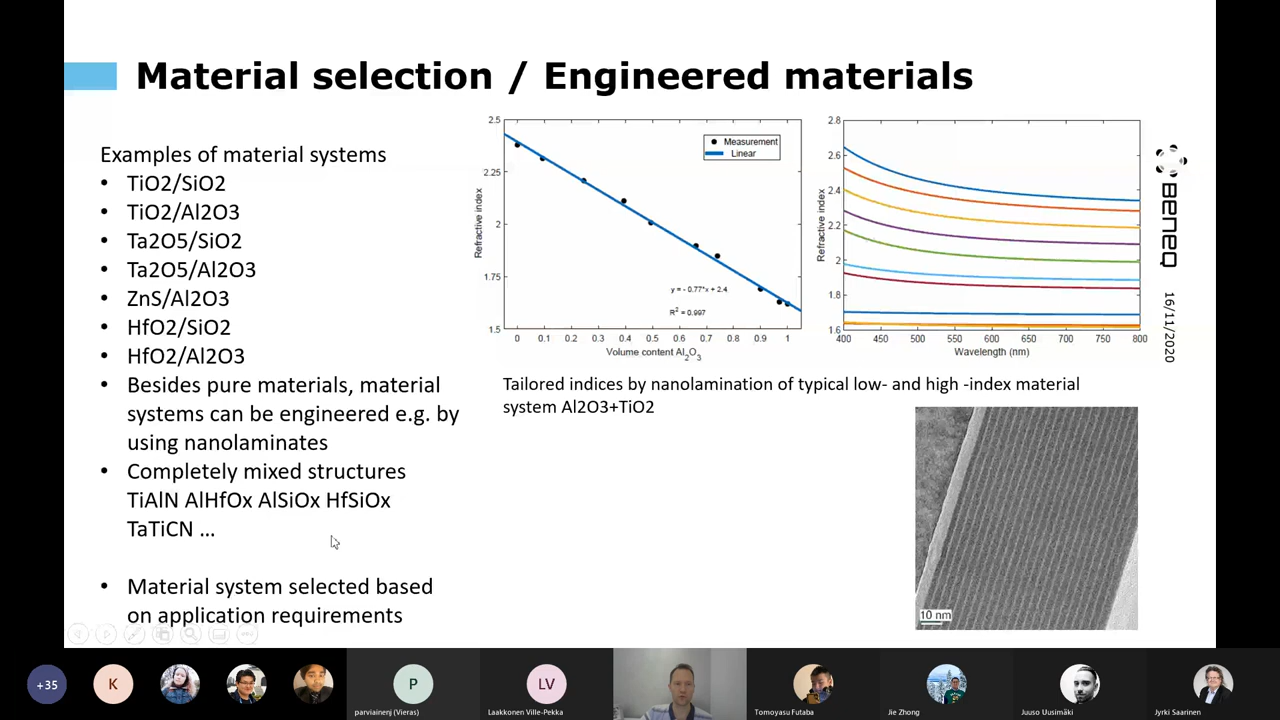 Material selection / Engineered materials
Examples of material systems
• TiO2/SiO2
• TiO2/Al2O3
• Ta2O5/SiO2
• Ta2O5/Al2O3
• ZnS/Al2O3
• HfO2/SiO2
• HfO2/Al2O3
• Besides pure materials, material
systems can be engineered e.g. by
using nanolaminates
• Completely mixed structures
TiAlN AlHfOx AlSiOx HfSiOx
TaTiCN ...
• Material system selected based
on application requirements
2.5
2.25
2
1.75
1.5
Refractive index
Measurement
Linear
y = - 0.77*x + 2.4
R² = 0.997
0 0.1 0.2 0.3 0.4 0.5 0.6 0.7 0.8 0.9 1
Volume content Al₂O₃
2.8
2.6
2.4
2.2
2
1.8
1.6
Refractive index
400 450 500 550 600 650 700 750 800
Wavelength (nm)
BENEQ
16/11/2020
Tailored indices by nanolamination of typical low- and high -index material
system Al2O3+TiO2
10 nm
+35
K
P
parviainenj (Vieras)
LV
Laakkonen Ville-Pekka
Tomoyasu Futaba
Jie Zhong
Juuso Uusimäki
Jyrki Saarinen